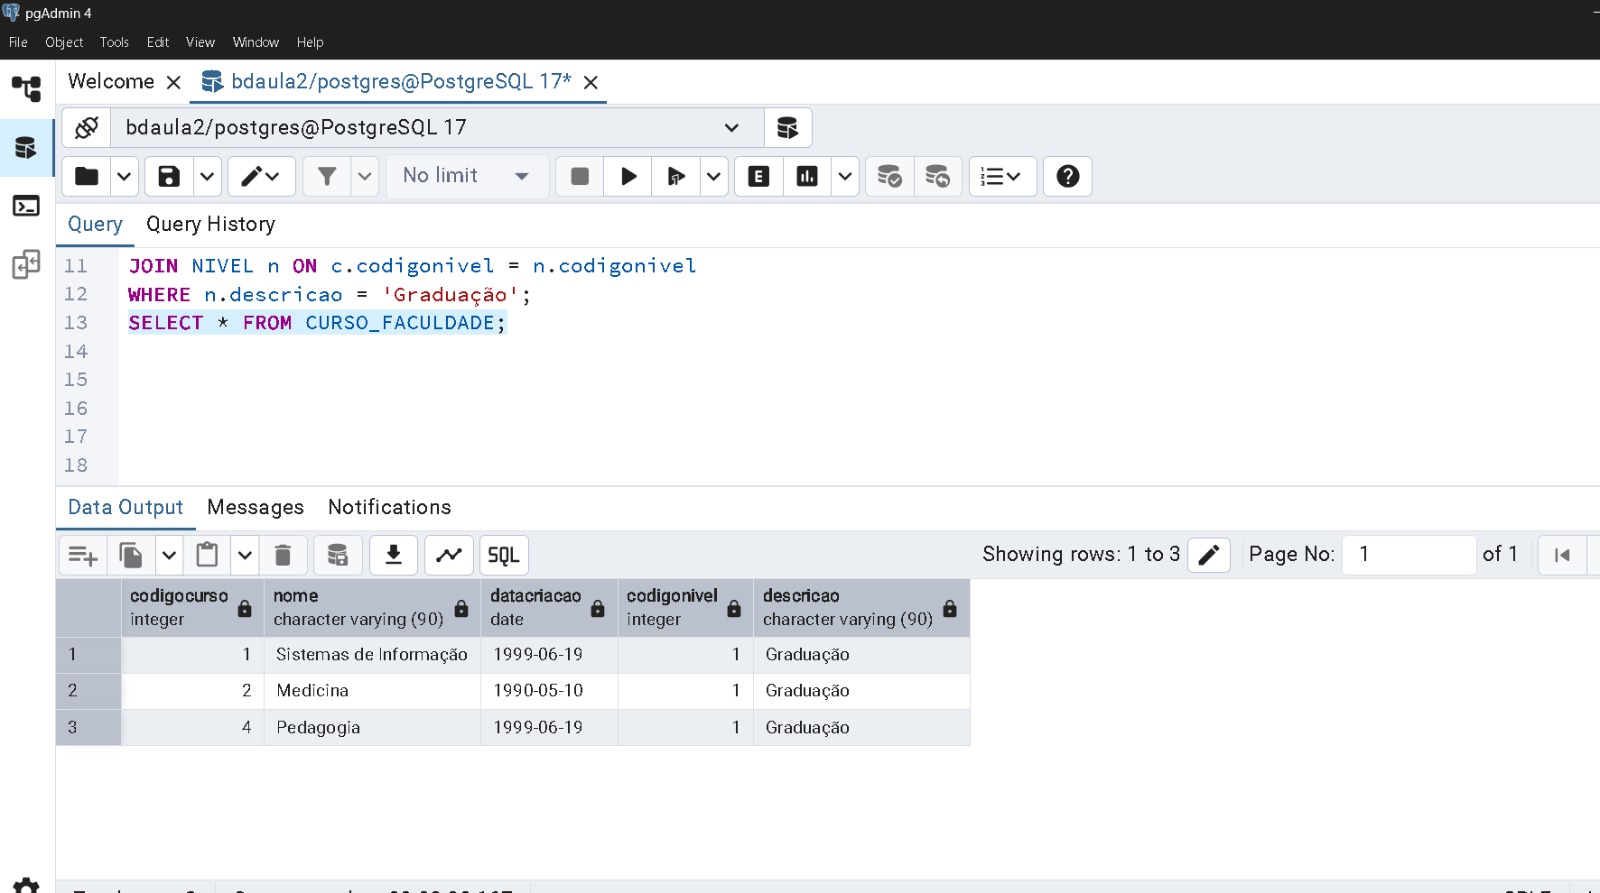 pgAdmin 4
File Object Tools Edit View Window Help
Welcome bdaula2/postgres@PostgreSQL 17*
bdaula2/postgres@PostgreSQL 17
No limit E
Query Query History
11 JOIN NIVEL n ON c.codigonivel = n.codigonivel
12 WHERE n.descricao = 'Graduação';
13 SELECT * FROM CURSO_FACULDADE;
14
15
16
17
18
Data Output Messages Notifications
SQL Showing rows: 1 to 3 Page No: 1 of 1
codigocurso nome datacriacao codigonivel descricao
integer character varying (90) date integer character varying (90)
1 1 Sistemas de Informação 1999-06-19 1 Graduação
2 2 Medicina 1990-05-10 1 Graduação
3 4 Pedagogia 1999-06-19 1 Graduação